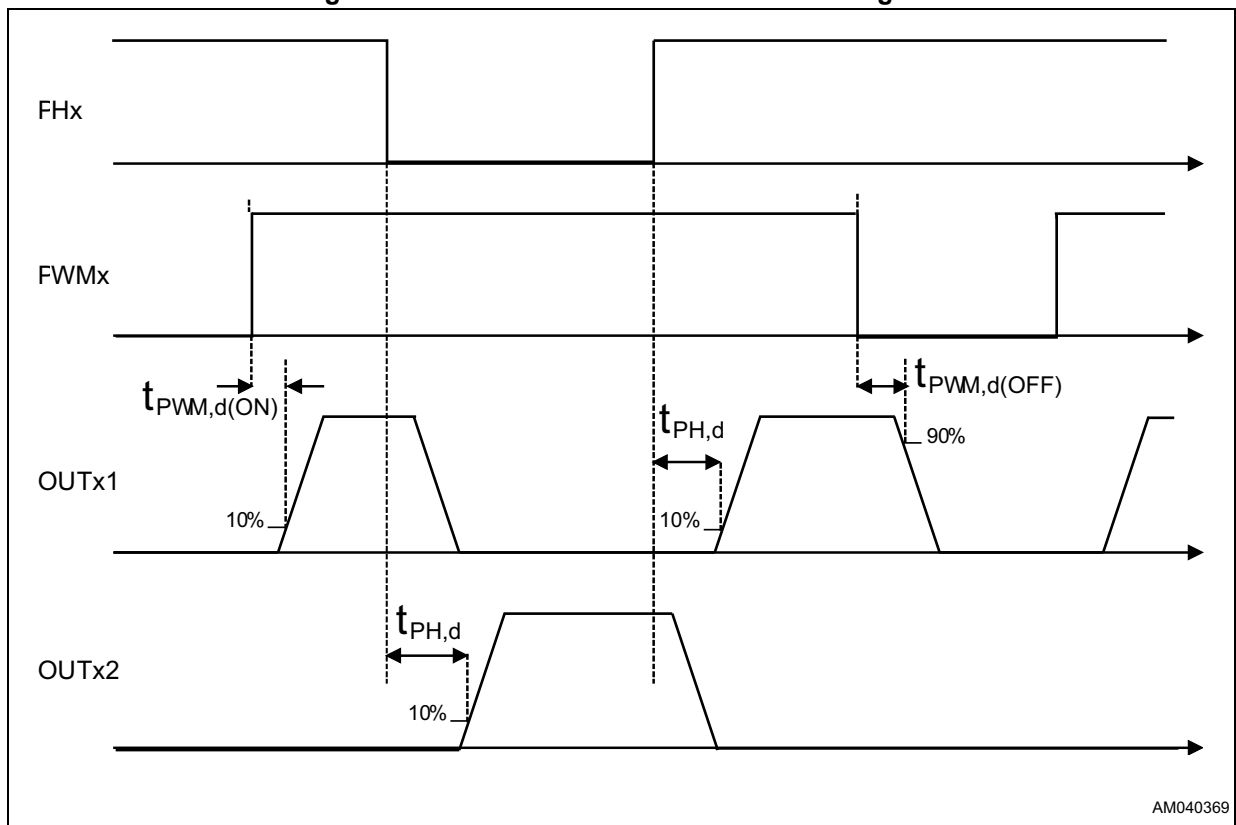 FHx
FWMx
tPWM,d(ON)
tPWM,d(OFF)
tPH,d
90%
OUTx1
10%
10%
tPH,d
OUTx2
10%
AM040369